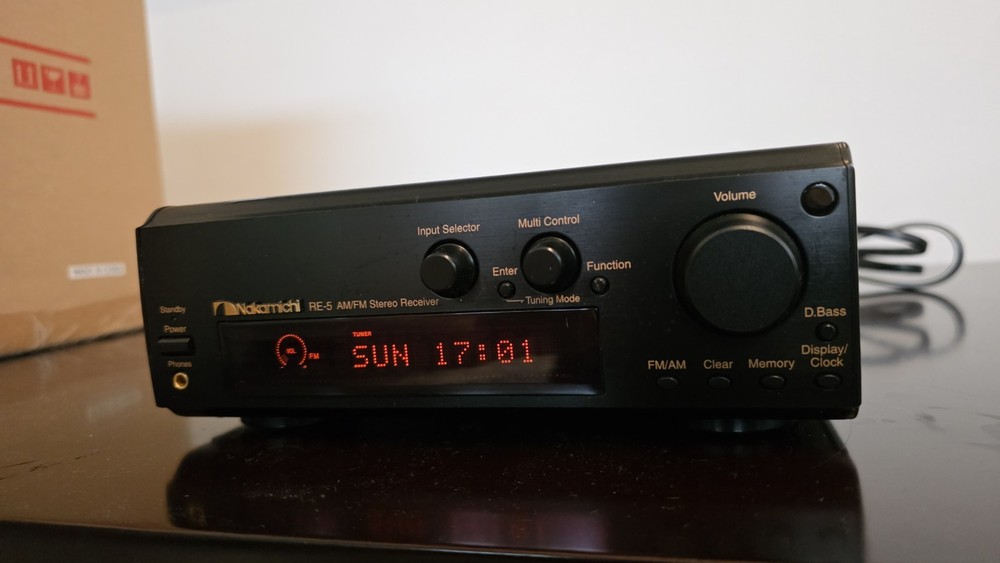 Volume
Input Selector
Multi Control
Enter
Function
Tuning Mode
Nakamichi RE-5 AM/FM Stereo Receiver
Standby
Power
Phones
D.Bass
Display/
Clock
FM/AM
Clear
Memory
VOL
FM
TUNER
SUN 17:01